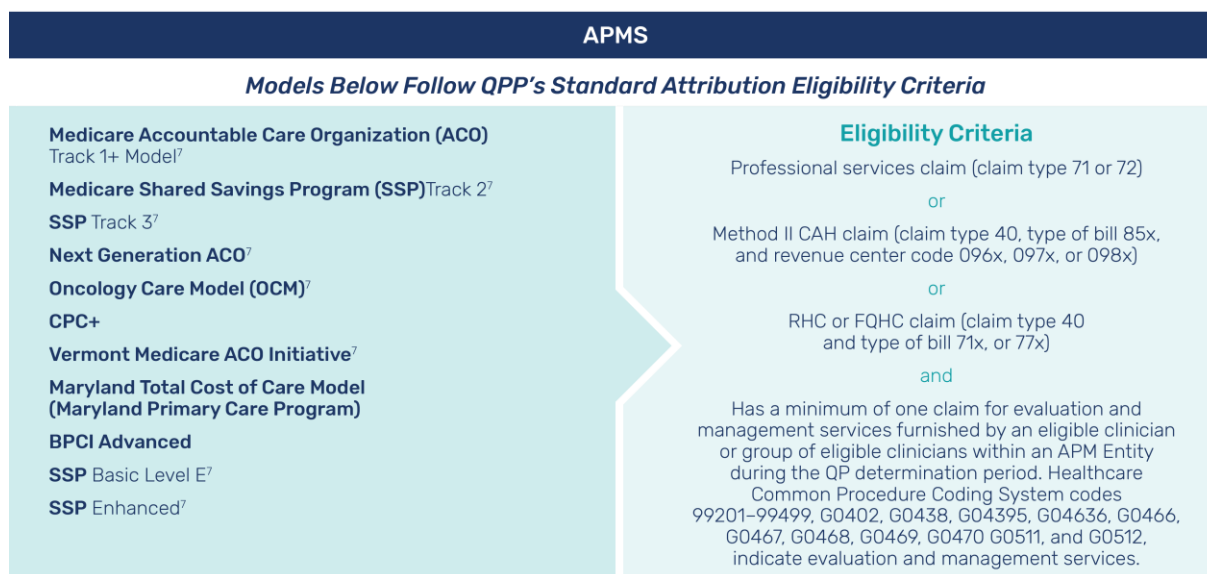 APMS
Models Below Follow QPP's Standard Attribution Eligibility Criteria
Medicare Accountable Care Organization (ACO)
Track 1+ Model⁷
Medicare Shared Savings Program (SSP)Track 2⁷
SSP Track 3⁷
Next Generation ACO⁷
Oncology Care Model (OCM)⁷
CPC+
Vermont Medicare ACO Initiative⁷
Maryland Total Cost of Care Model
(Maryland Primary Care Program)
BPCI Advanced
SSP Basic Level E⁷
SSP Enhanced⁷
Eligibility Criteria
Professional services claim (claim type 71 or 72)
or
Method II CAH claim (claim type 40, type of bill 85x,
and revenue center code 096x, 097x, or 098x)
or
RHC or FQHC claim (claim type 40
and type of bill 71x, or 77x)
and
Has a minimum of one claim for evaluation and
management services furnished by an eligible clinician
or group of eligible clinicians within an APM Entity
during the QP determination period. Healthcare
Common Procedure Coding System codes
99201–99499, G0402, G0438, G04395, G04636, G0466,
G0467, G0468, G0469, G0470 G0511, and G0512,
indicate evaluation and management services.